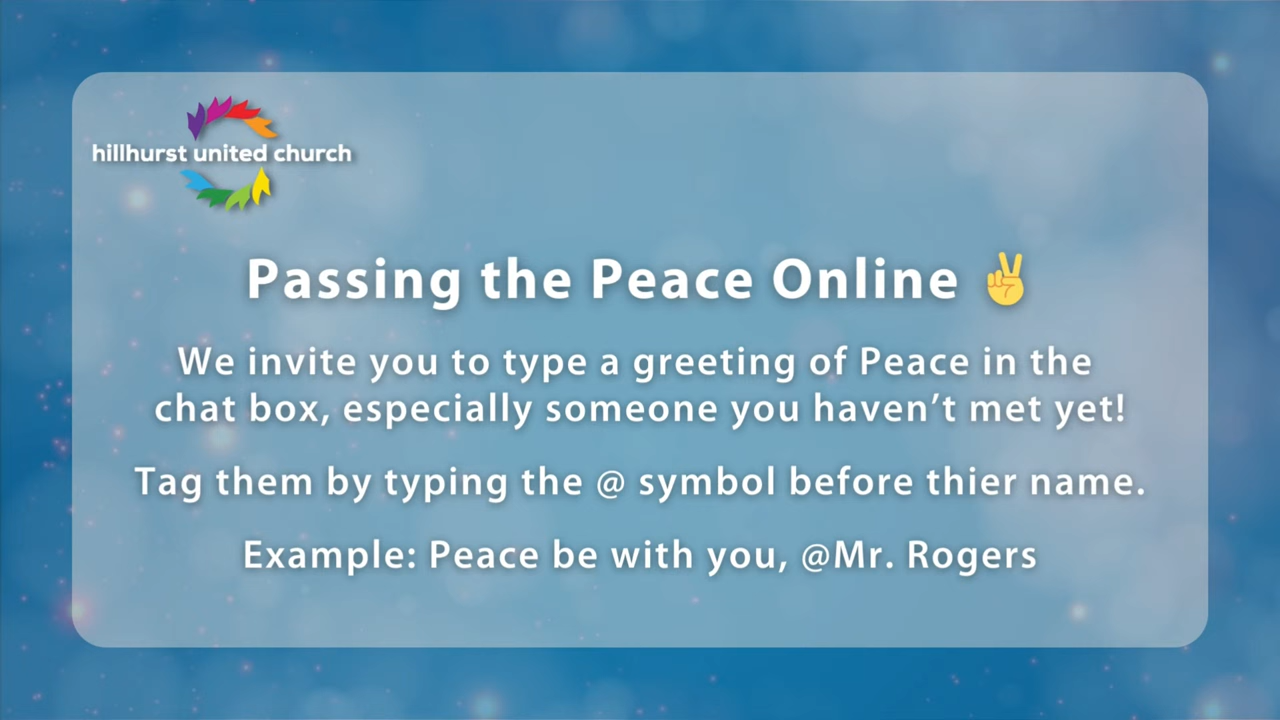 hillhurst united church
Passing the Peace Online ✌
We invite you to type a greeting of Peace in the
chat box, especially someone you haven’t met yet!
Tag them by typing the @ symbol before thier name.
Example: Peace be with you, @Mr. Rogers